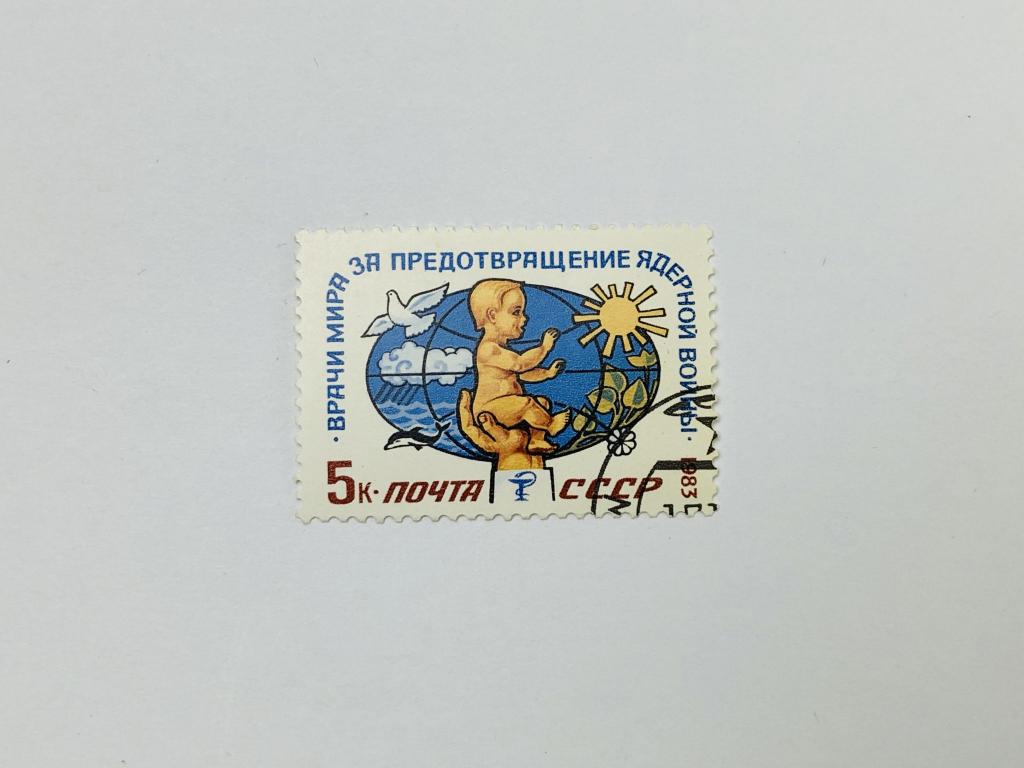 · ВРАЧИ МИРА ЗА ПРЕДОТВРАЩЕНИЕ ЯДЕРНОЙ ВОЙНЫ ·
5к · ПОЧТА СССР
1983